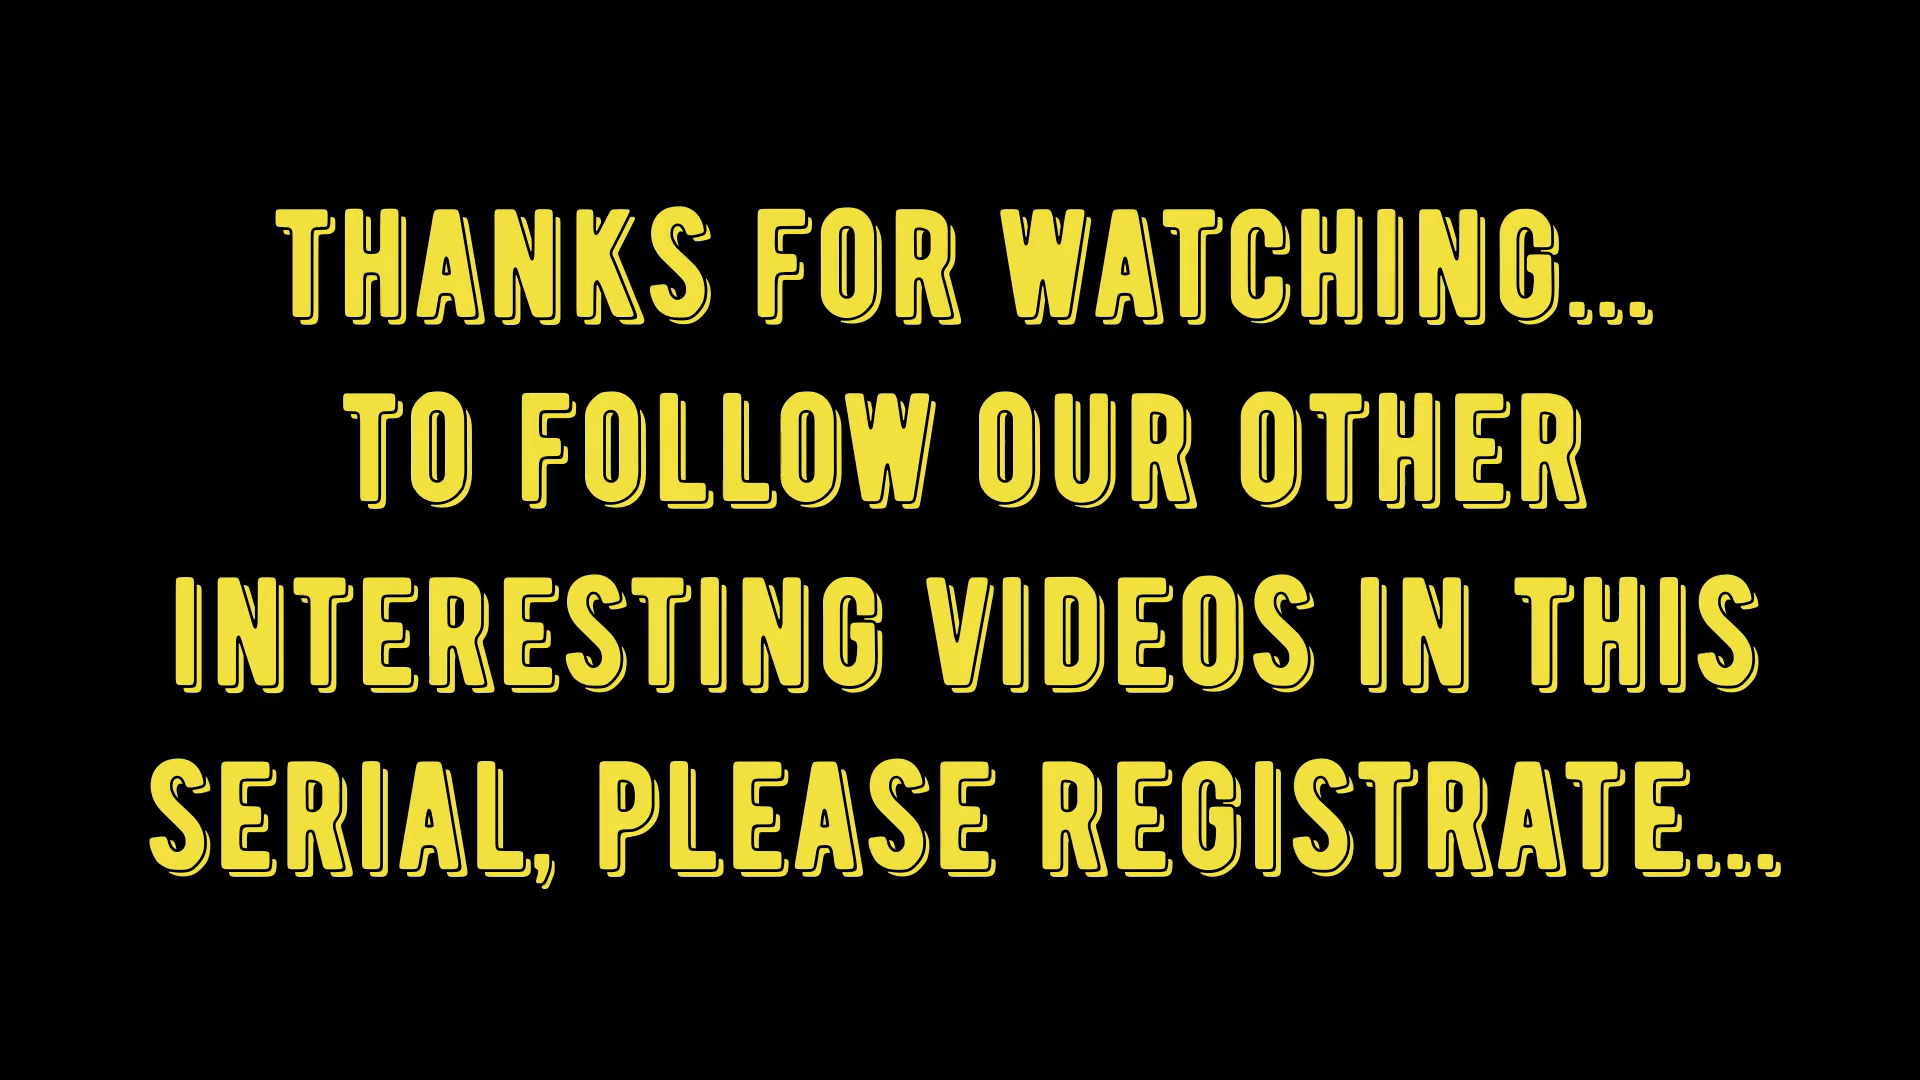 THANKS FOR WATCHING...
TO FOLLOW OUR OTHER
INTERESTING VIDEOS IN THIS
SERIAL, PLEASE REGISTRATE...